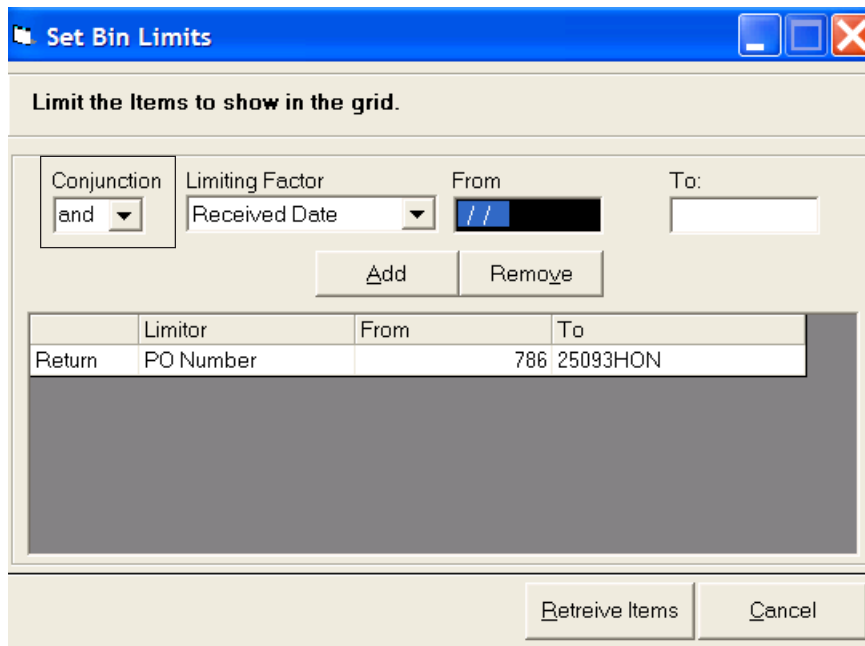 Set Bin Limits
Limit the Items to show in the grid.
Conjunction Limiting Factor From To:
and Received Date / /
Add Remove
Limitor From To
Return PO Number 786 25093HON
Retreive Items Cancel